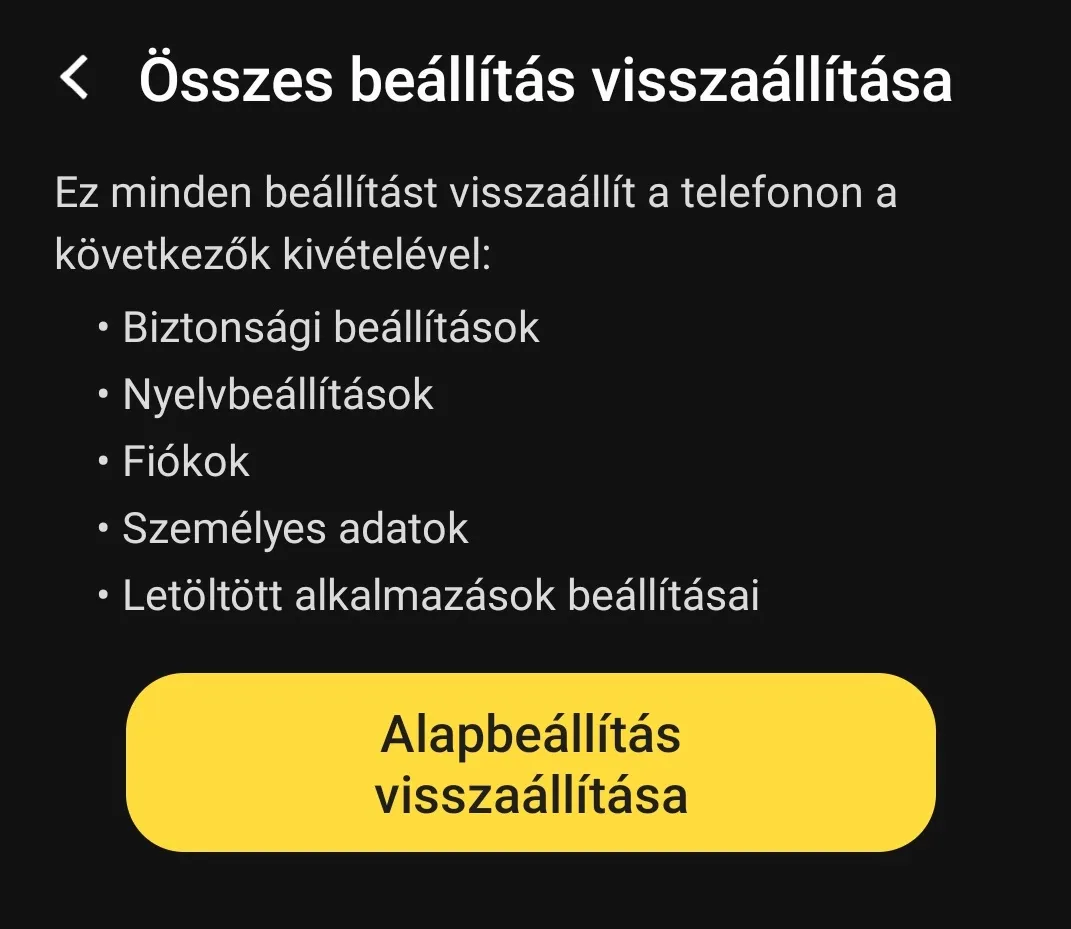 Összes beállítás visszaállítása
Ez minden beállítást visszaállít a telefonon a
következők kivételével:
• Biztonsági beállítások
• Nyelvbeállítások
• Fiókok
• Személyes adatok
• Letöltött alkalmazások beállításai
Alapbeállítás
visszaállítása